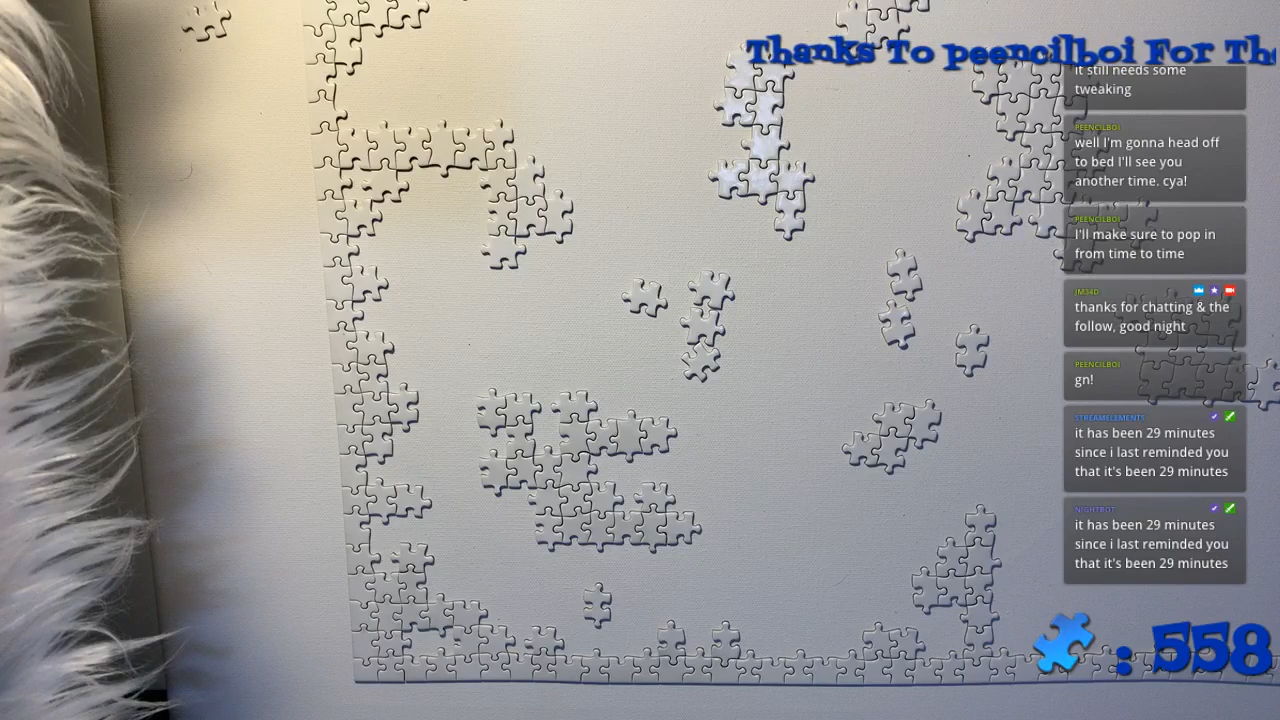 Thanks To peencilboi For Th
it still needs some
tweaking
PEENCILBOI
well I'm gonna head off
to bed I'll see you
another time. cya!
PEENCILBOI
I'll make sure to pop in
from time to time
JM34D
thanks for chatting & the
follow, good night
PEENCILBOI
gn!
STREAMELEMENTS
it has been 29 minutes
since i last reminded you
that it's been 29 minutes
NIGHTBOT
it has been 29 minutes
since i last reminded you
that it's been 29 minutes
: 558